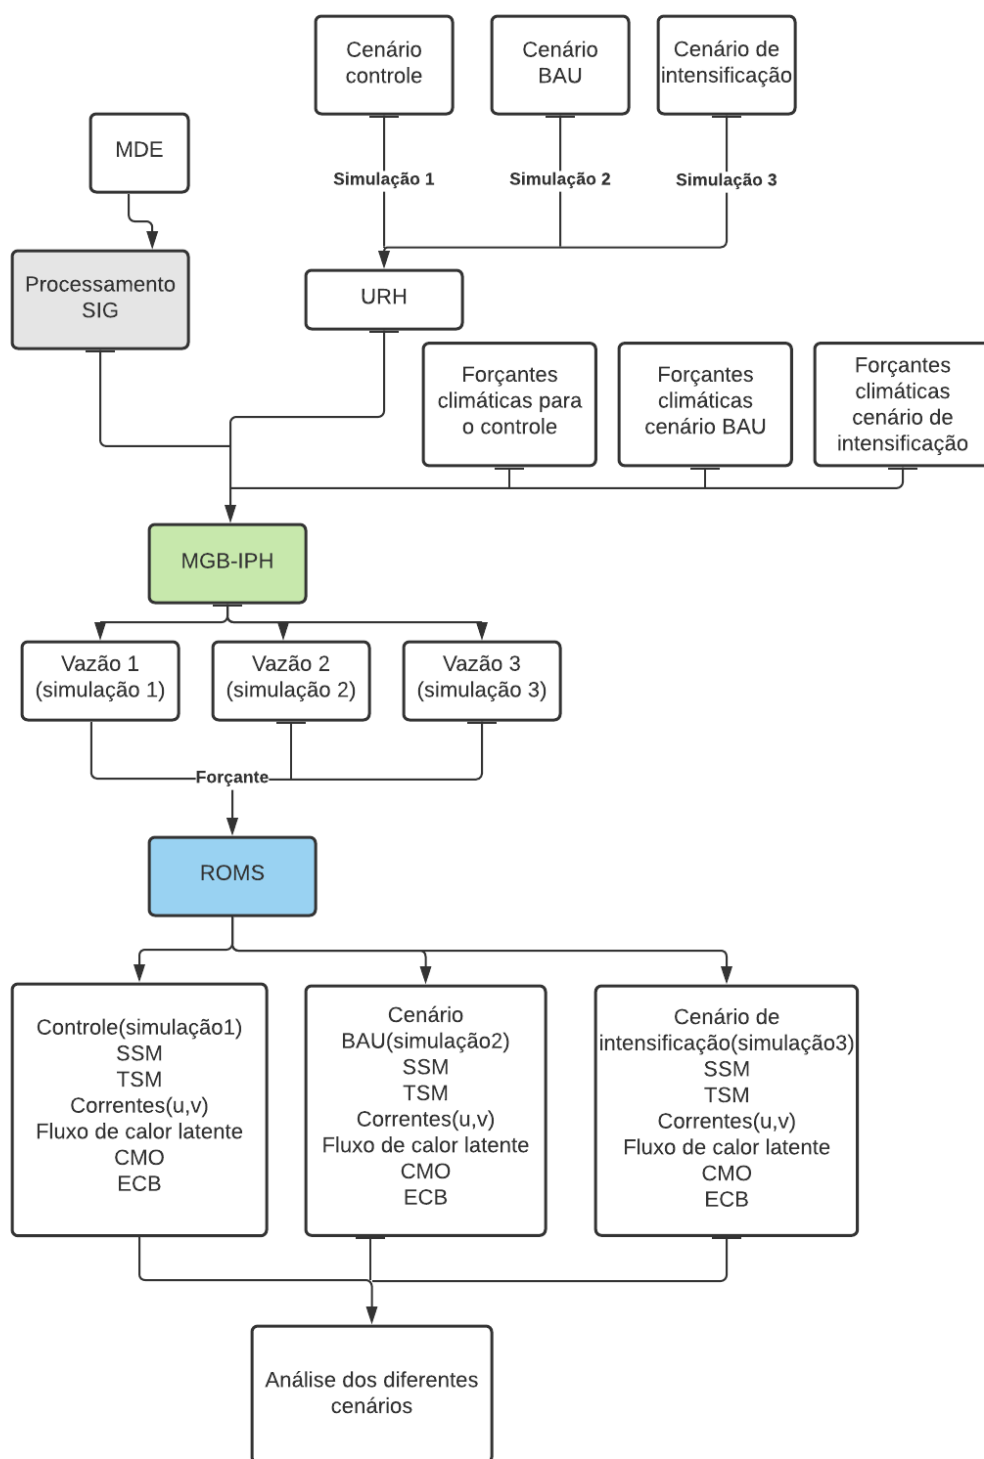 Cenário
controle
Cenário
BAU
Cenário de
intensificação
MDE
Simulação 1
Simulação 2
Simulação 3
Processamento
SIG
URH
Forçantes
climáticas para
o controle
Forçantes
climáticas
cenário BAU
Forçantes
climáticas
cenário de
intensificação
MGB-IPH
Vazão 1
(simulação 1)
Vazão 2
(simulação 2)
Vazão 3
(simulação 3)
Forçante
ROMS
Controle(simulação1)
SSM
TSM
Correntes(u,v)
Fluxo de calor latente
CMO
ECB
Cenário
BAU(simulação2)
SSM
TSM
Correntes(u,v)
Fluxo de calor latente
CMO
ECB
Cenário de
intensificação(simulação3)
SSM
TSM
Correntes(u,v)
Fluxo de calor latente
CMO
ECB
Análise dos diferentes
cenários